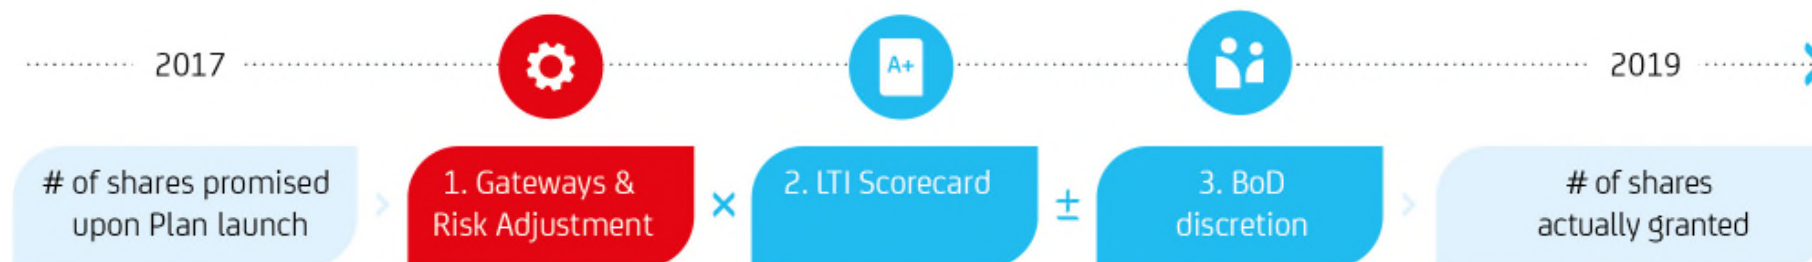 2017
A+
2019
# of shares promised
upon Plan launch
1. Gateways &
Risk Adjustment
×
2. LTI Scorecard
±
3. BoD
discretion
# of shares
actually granted